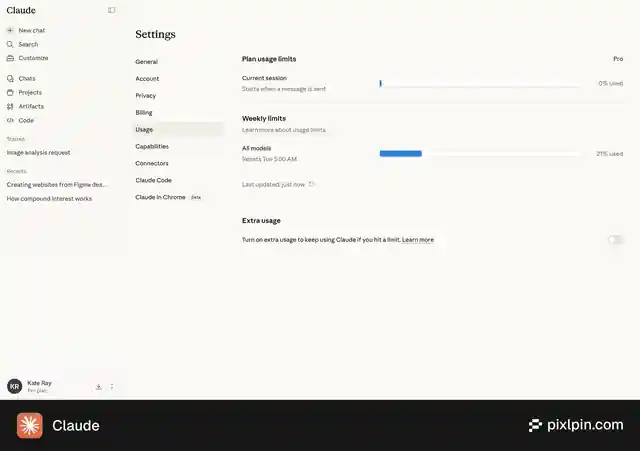 Claude
New chat
Search
Customize
Chats
Projects
Artifacts
Code
Starred
Image analysis request
Recents
Creating websites from Figma des...
How compound interest works
KR
Kate Ray
Pro plan
Settings
General
Account
Privacy
Billing
Usage
Capabilities
Connectors
Claude Code
Claude in Chrome Beta
Plan usage limits
Pro
Current session
Starts when a message is sent
0% used
Weekly limits
Learn more about usage limits
All models
Resets Tue 5:00 AM
21% used
Last updated: just now
Extra usage
Turn on extra usage to keep using Claude if you hit a limit. Learn more
Claude
pixlpin.com